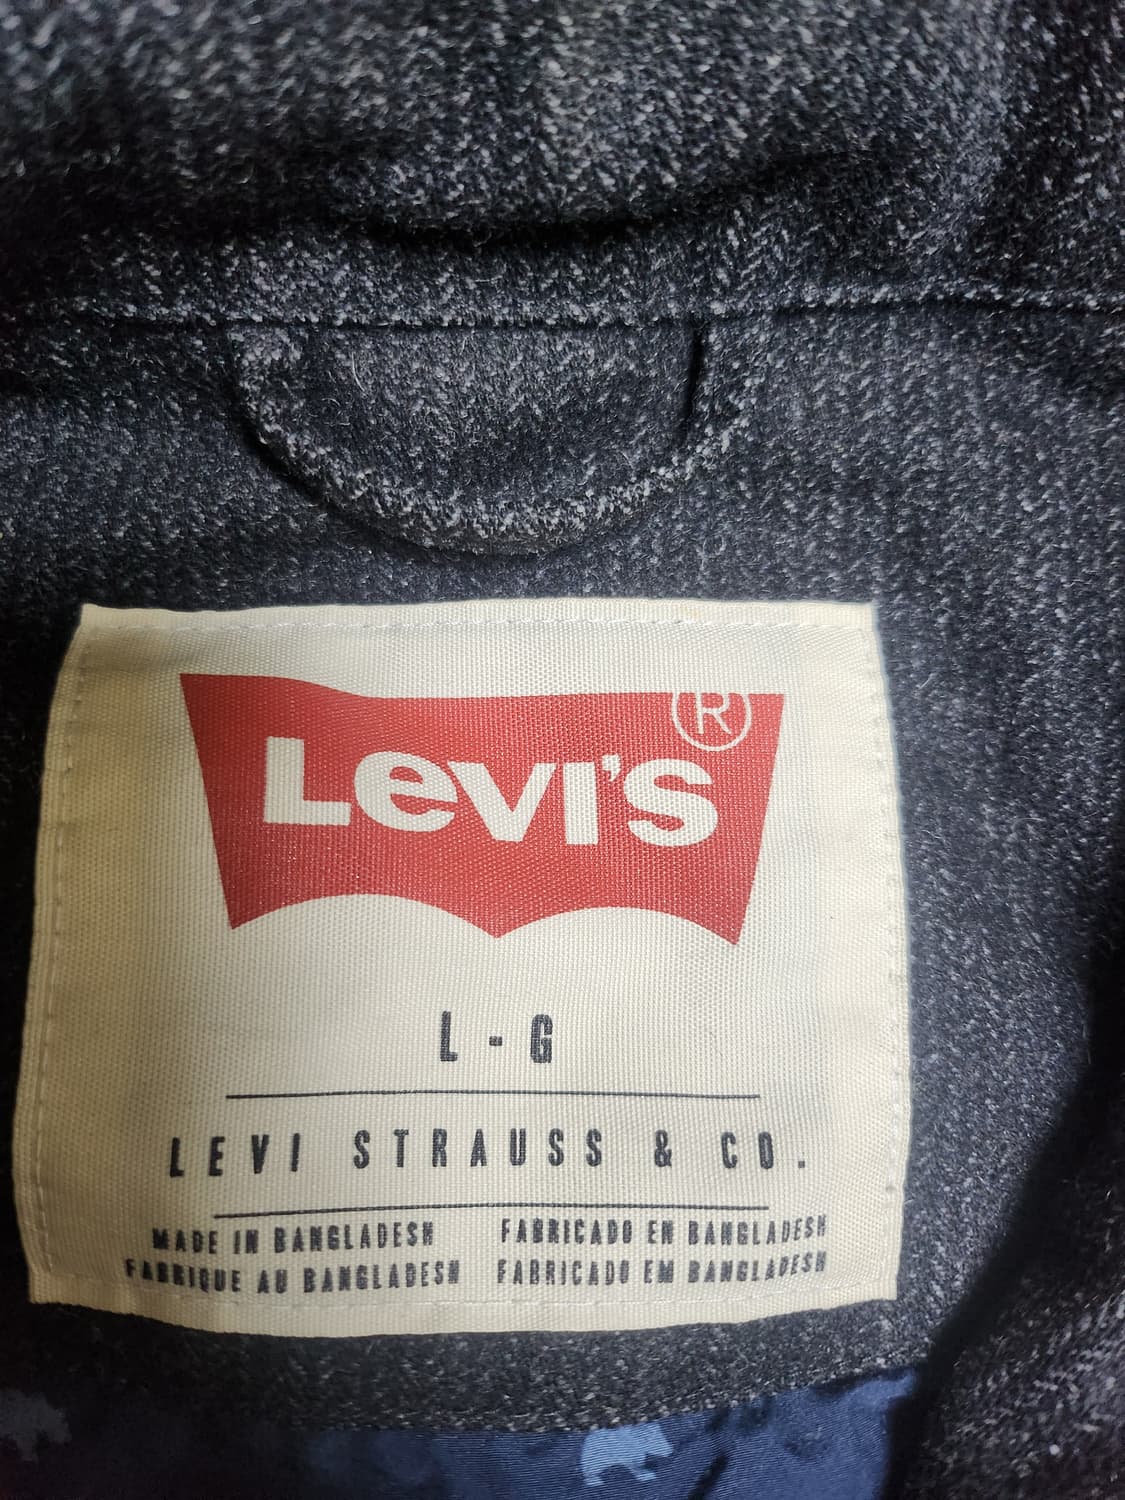 Levi's®
L - G
LEVI STRAUSS & CO.
MADE IN BANGLADESH FABRICADO EN BANGLADESH
FABRIQUE AU BANGLADESH FABRICADO EM BANGLADESH